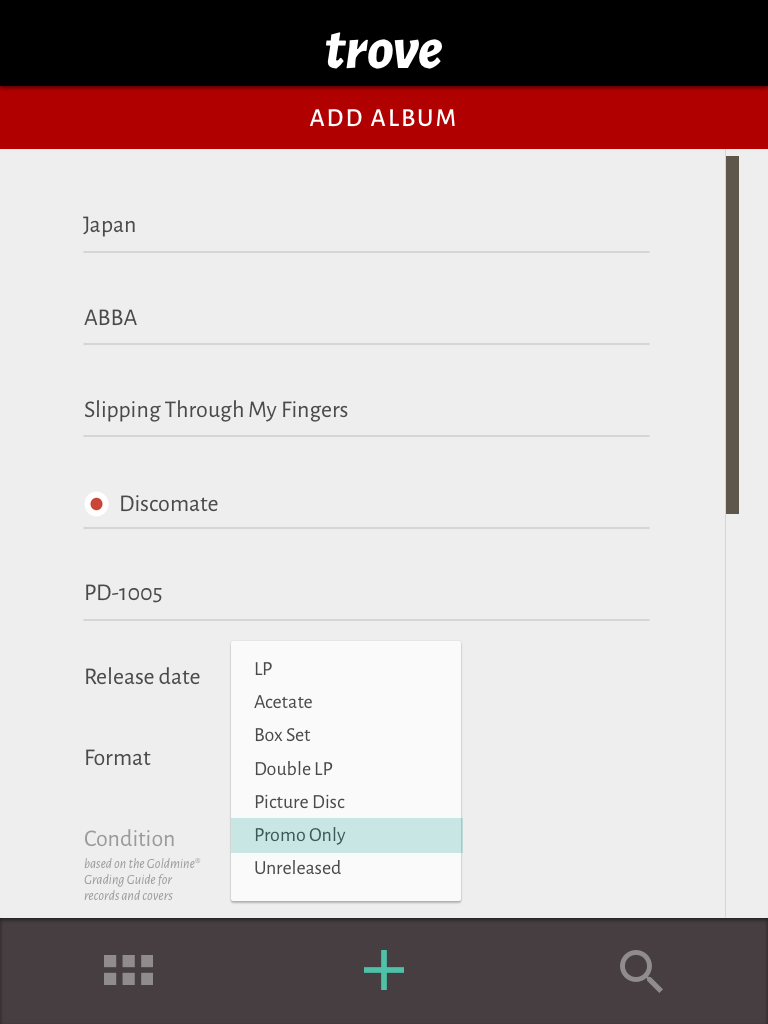 trove
ADD ALBUM
Japan
ABBA
Slipping Through My Fingers
Discomate
PD-1005
Release date
Format
Condition
based on the Goldmine®
Grading Guide for
records and covers
LP
Acetate
Box Set
Double LP
Picture Disc
Promo Only
Unreleased